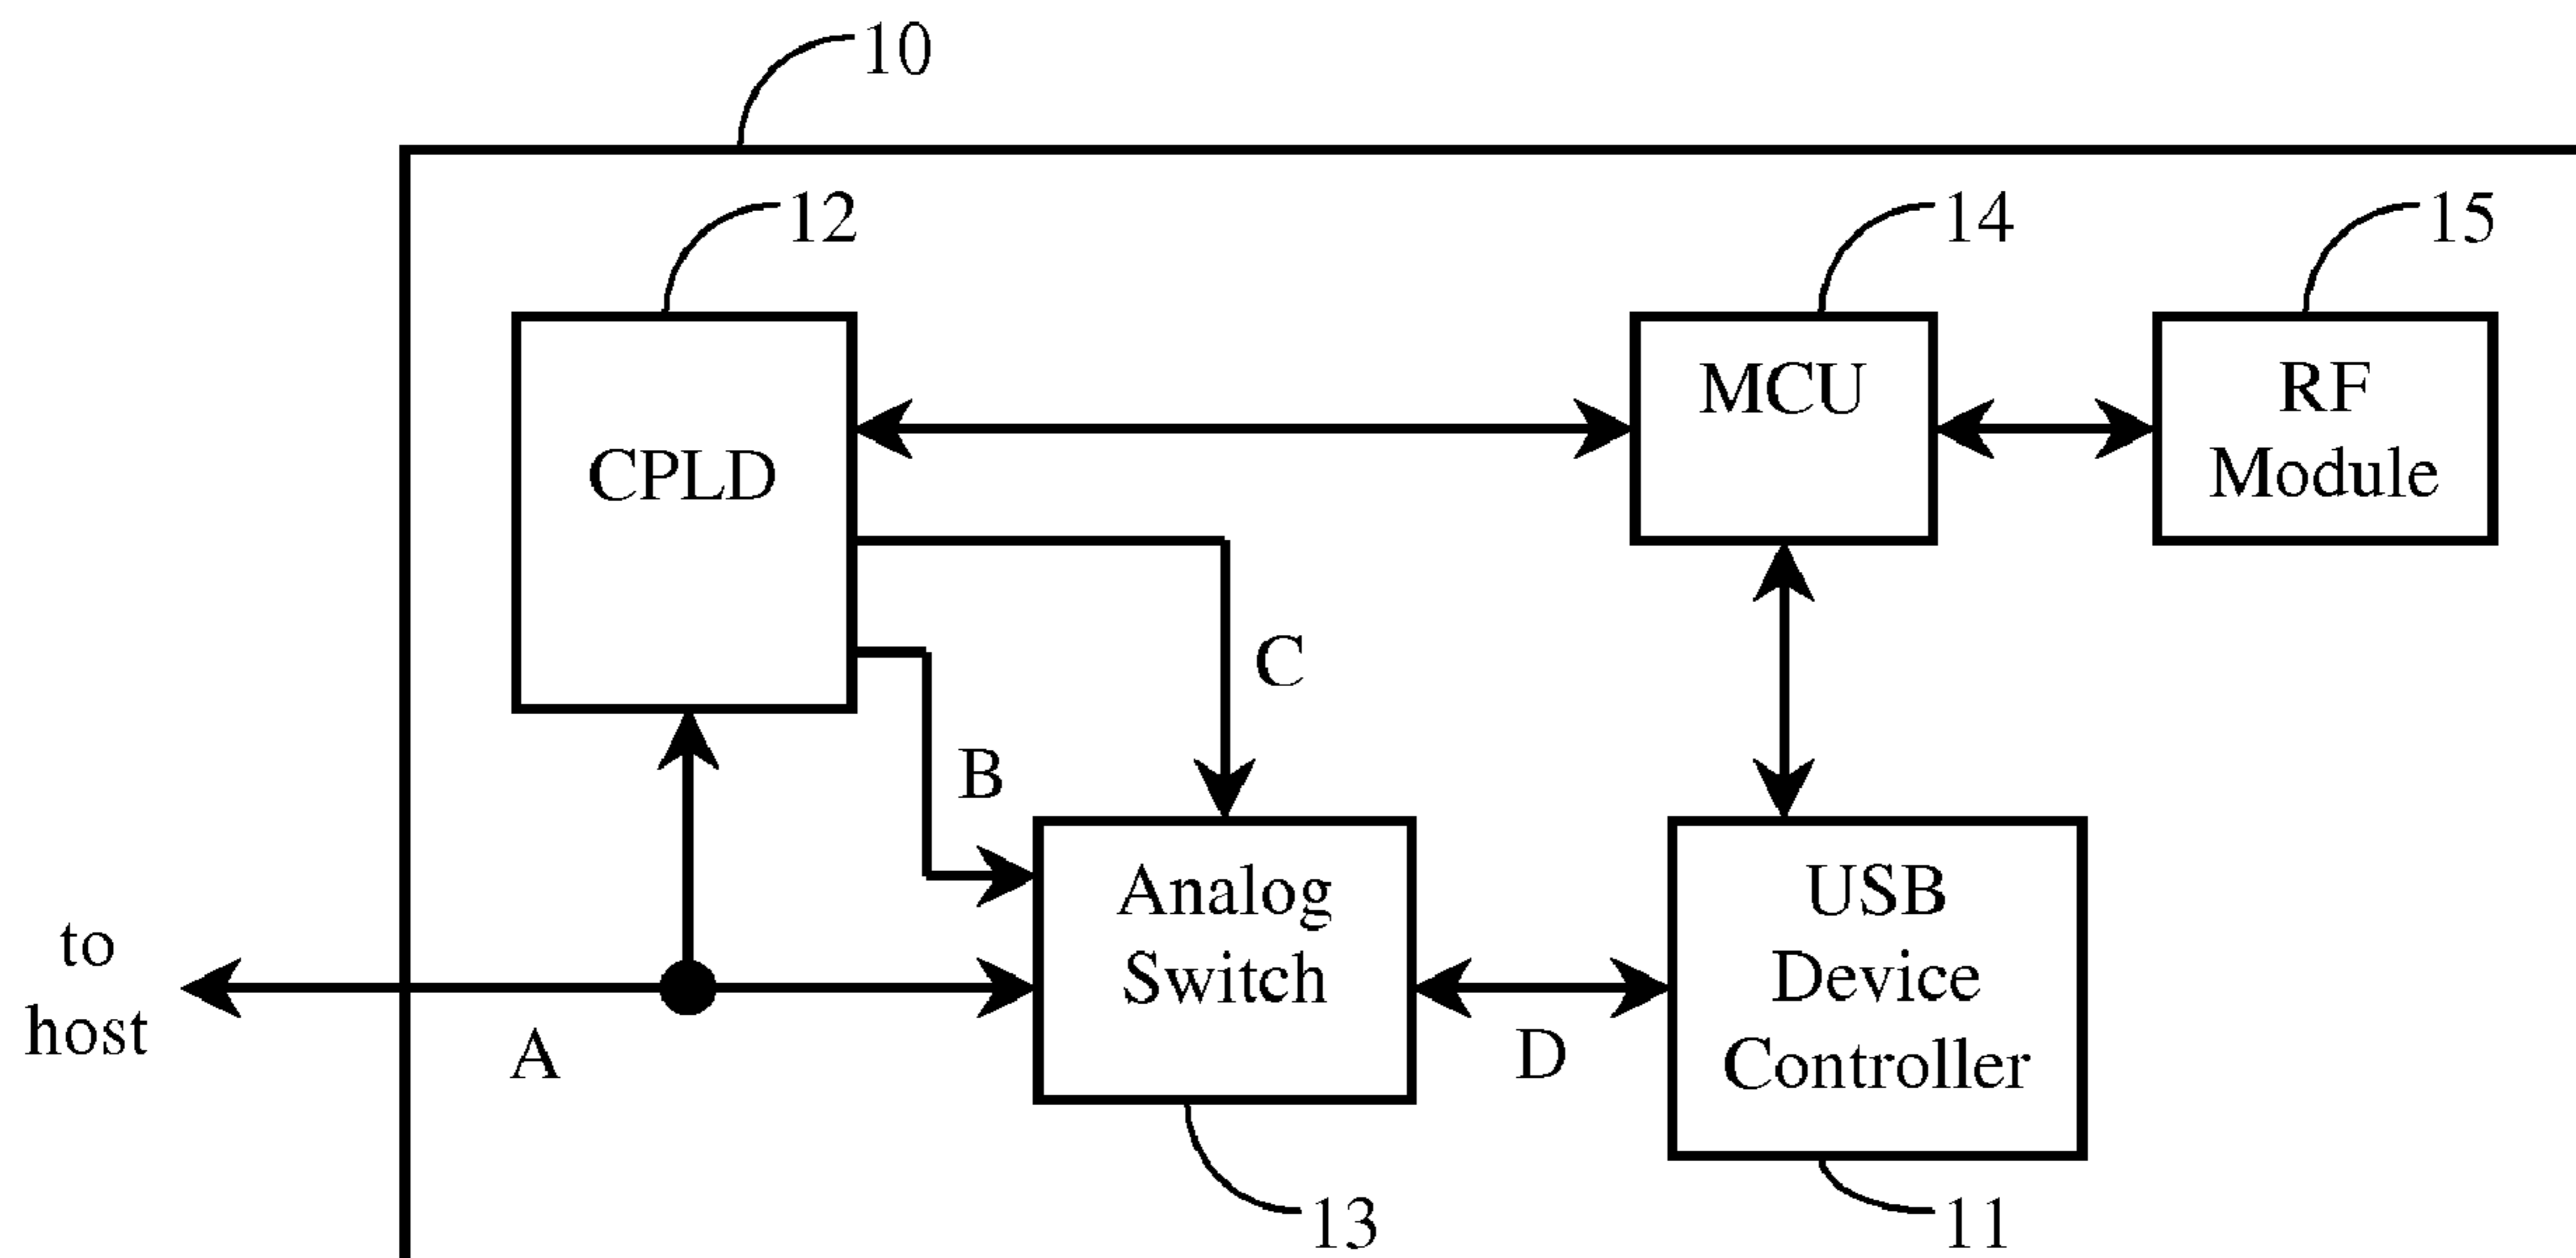 10
12
14
15
CPLD
MCU
RF
Module
C
B
Analog
Switch
USB
Device
Controller
to
host
A
D
13
11